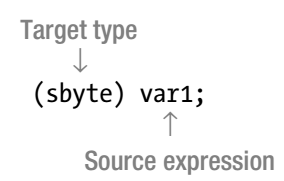 Target type
(sbyte) var1;
Source expression